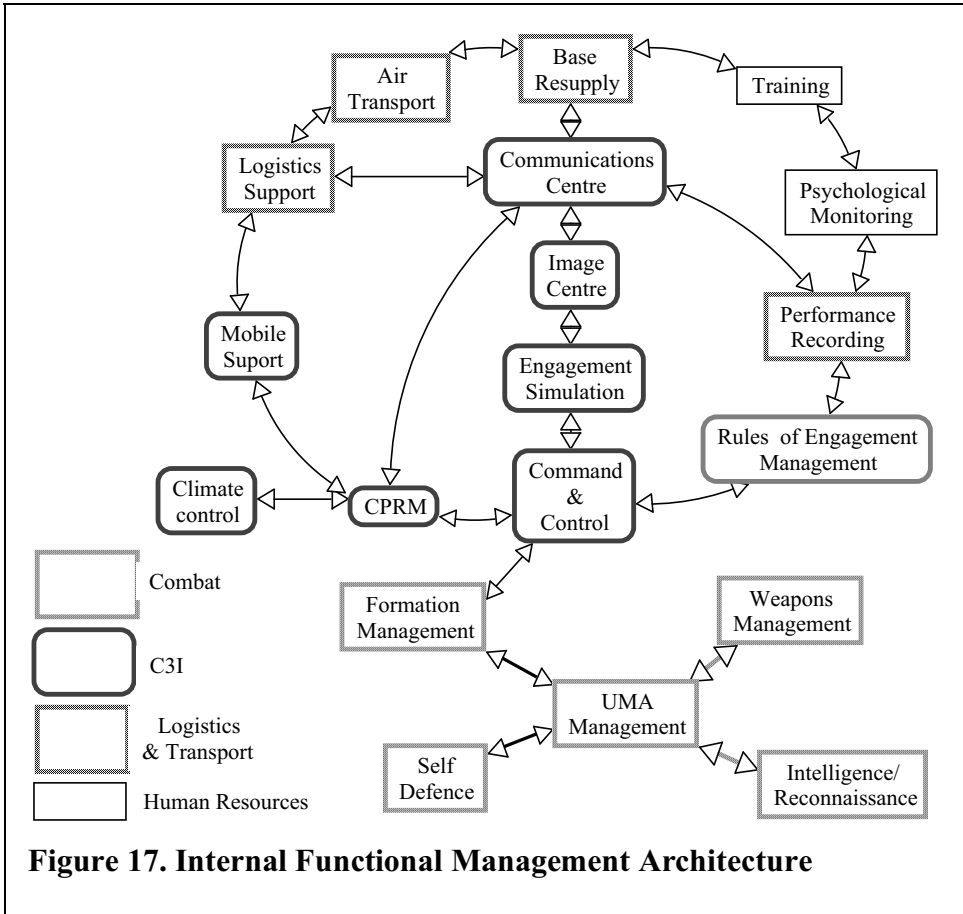 Air
Transport
Base
Resupply
Training
Logistics
Support
Communications
Centre
Psychological
Monitoring
Image
Centre
Performance
Recording
Mobile
Suport
Engagement
Simulation
Rules of Engagement
Management
Climate
control
CPRM
Command
&
Control
Combat
Formation
Management
Weapons
Management
C3I
UMA
Management
Logistics
& Transport
Self
Defence
Intelligence/
Reconnaissance
Human Resources
Figure 17. Internal Functional Management Architecture